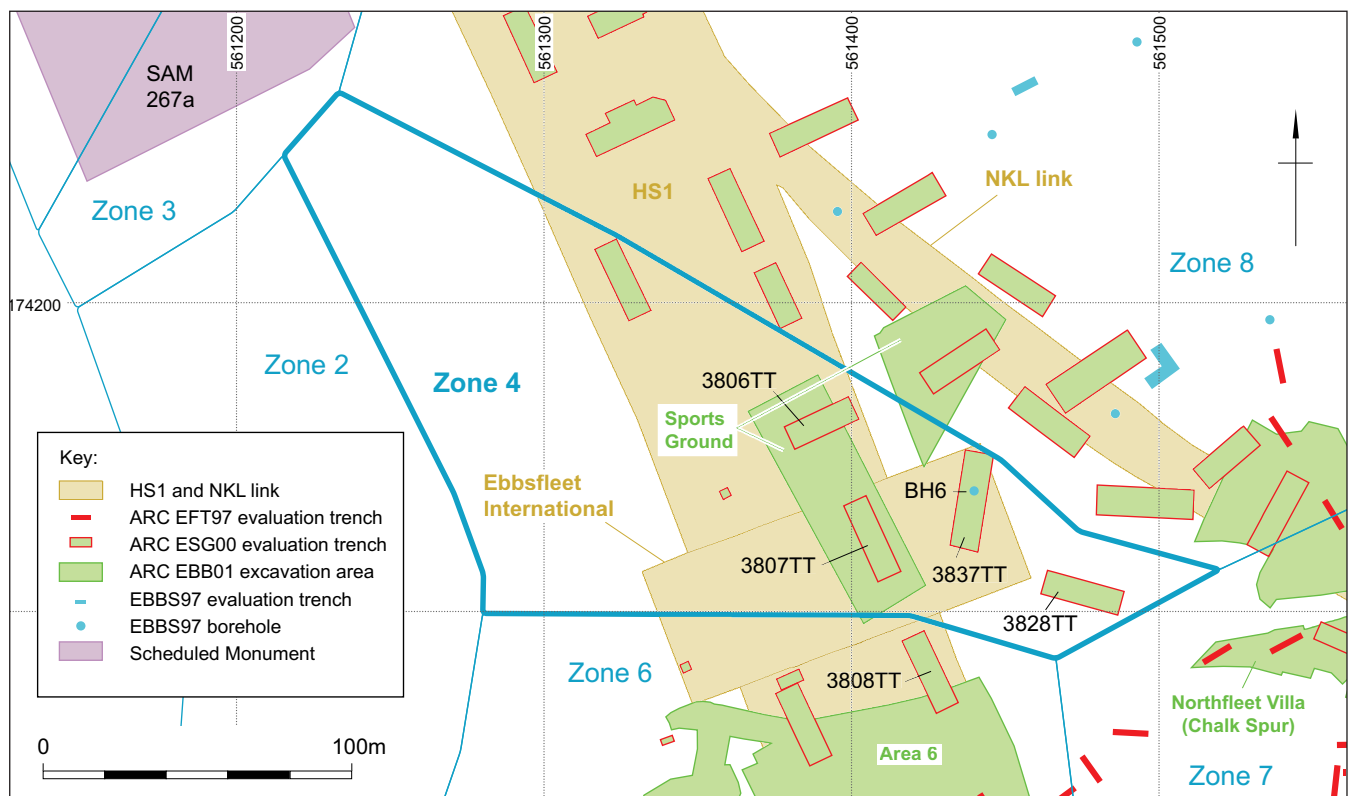 561200
561300
561400
561500
SAM
267a
Zone 3
HS1
NKL link
Zone 8
174200
Zone 2
Zone 4
3806TT
Sports
Ground
Ebbsfleet
International
BH6
3807TT
3837TT
3828TT
Key:
HS1 and NKL link
ARC EFT97 evaluation trench
ARC ESG00 evaluation trench
ARC EBB01 excavation area
EBBS97 evaluation trench
EBBS97 borehole
Scheduled Monument
Zone 6
3808TT
Northfleet Villa
(Chalk Spur)
Area 6
Zone 7
0
100m